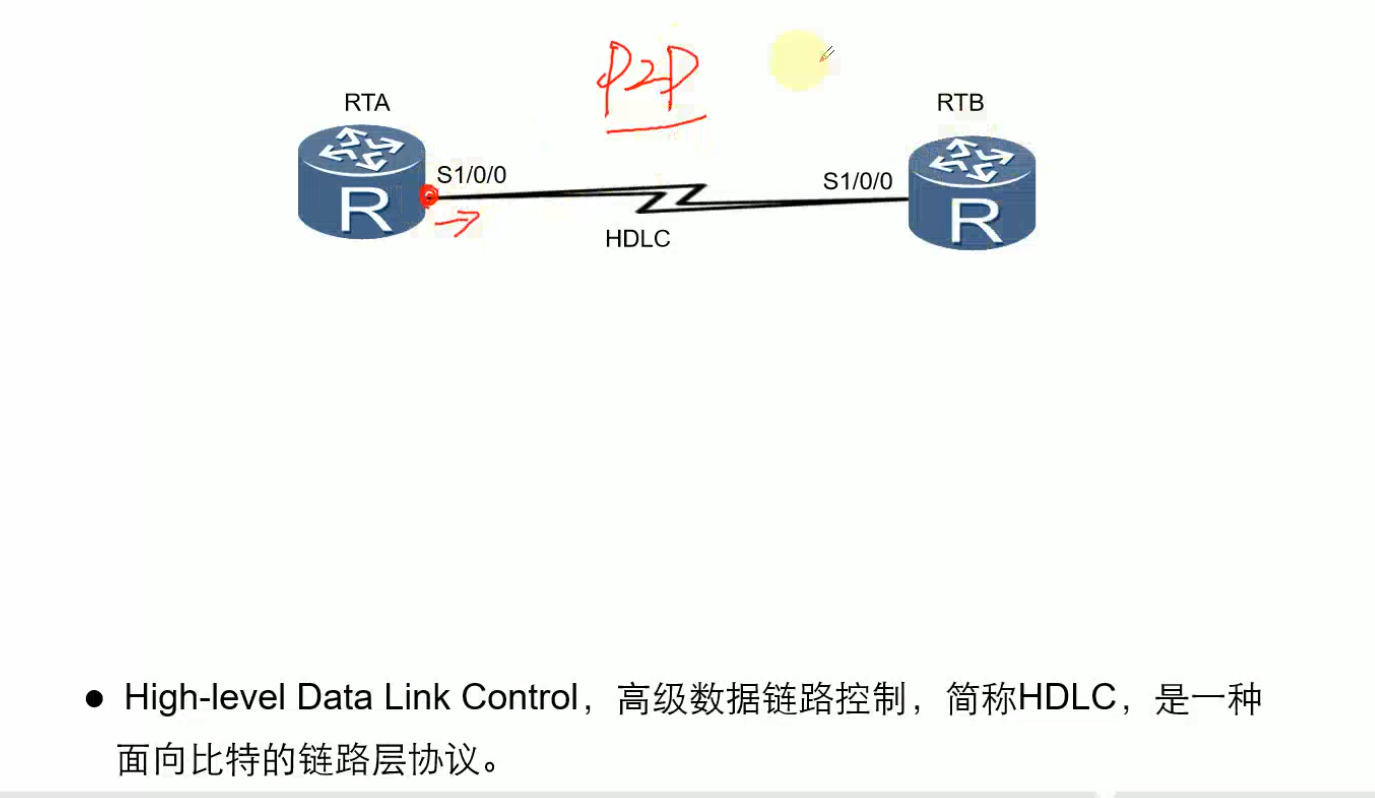 P2P
RTA
RTB
S1/0/0
S1/0/0
HDLC
R
R
● High-level Data Link Control，高级数据链路控制，简称HDLC，是一种
面向比特的链路层协议。